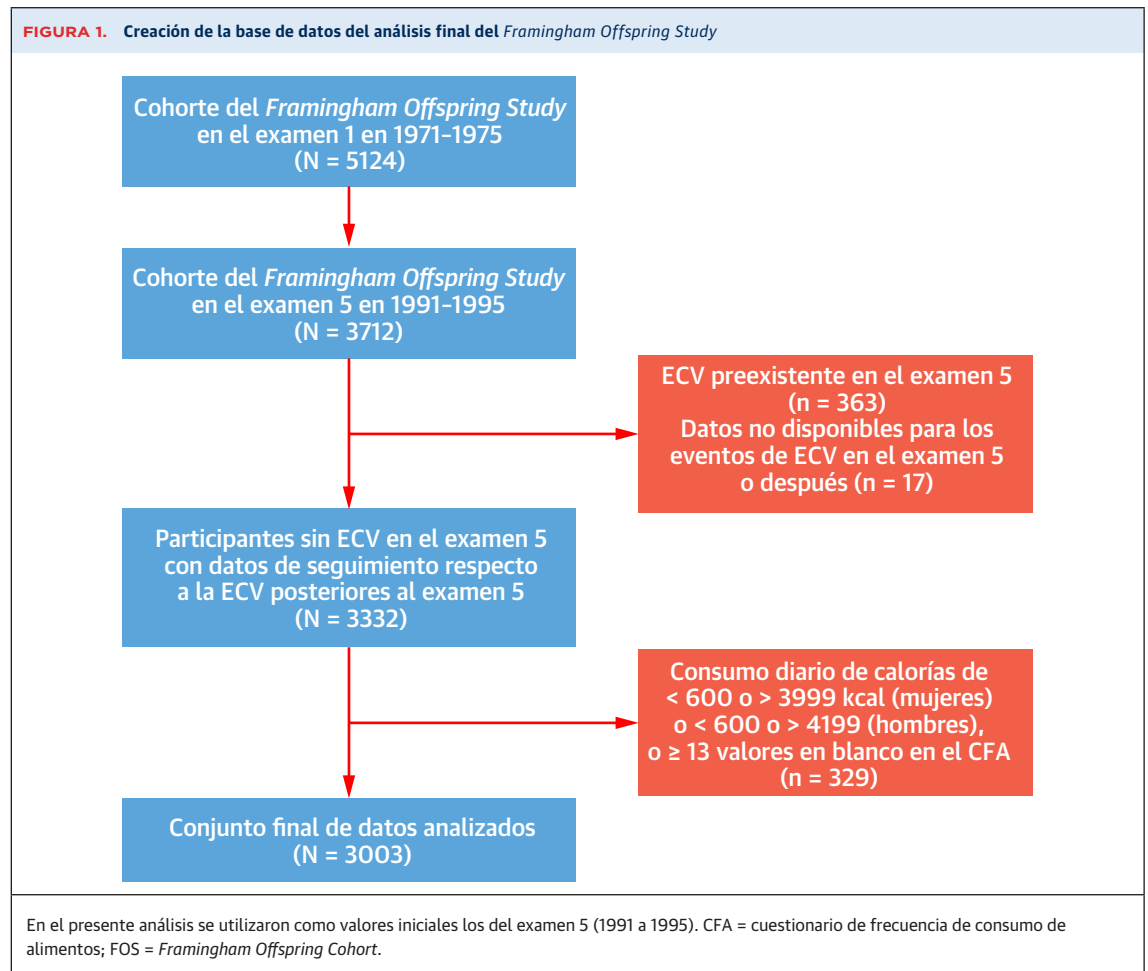 FIGURA 1. Creación de la base de datos del análisis final del Framingham Offspring Study
Cohorte del Framingham Offspring Study
en el examen 1 en 1971-1975
(N = 5124)
Cohorte del Framingham Offspring Study
en el examen 5 en 1991-1995
(N = 3712)
ECV preexistente en el examen 5
(n = 363)
Datos no disponibles para los
eventos de ECV en el examen 5
o después (n = 17)
Participantes sin ECV en el examen 5
con datos de seguimiento respecto
a la ECV posteriores al examen 5
(N = 3332)
Consumo diario de calorías de
< 600 o > 3999 kcal (mujeres)
o < 600 o > 4199 (hombres),
o ≥ 13 valores en blanco en el CFA
(n = 329)
Conjunto final de datos analizados
(N = 3003)
En el presente análisis se utilizaron como valores iniciales los del examen 5 (1991 a 1995). CFA = cuestionario de frecuencia de consumo de
alimentos; FOS = Framingham Offspring Cohort.